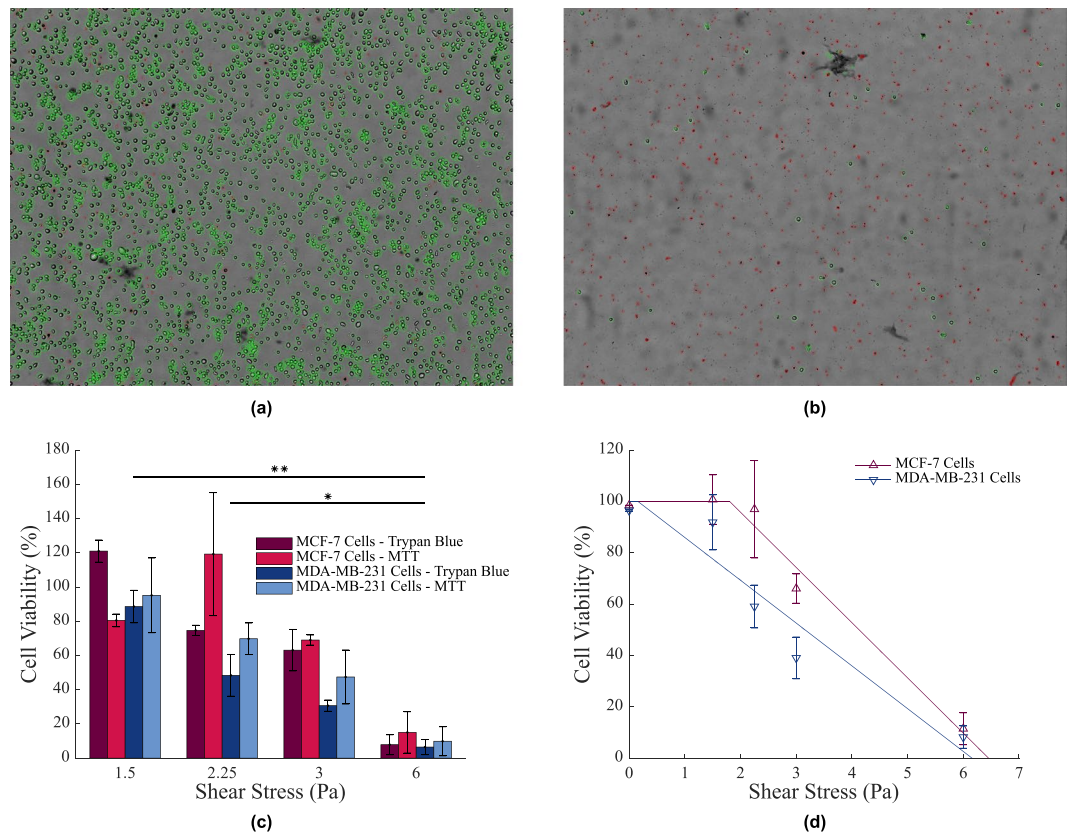 (a)
(b)
180
160
140
120
100
80
60
40
20
0
Cell Viability (%)
**
*
MCF-7 Cells - Trypan Blue
MCF-7 Cells - MTT
MDA-MB-231 Cells - Trypan Blue
MDA-MB-231 Cells - MTT
1.5 2.25 3 6
Shear Stress (Pa)
(c)
120
100
80
60
40
20
0
Cell Viability (%)
MCF-7 Cells
MDA-MB-231 Cells
0 1 2 3 4 5 6 7
Shear Stress (Pa)
(d)